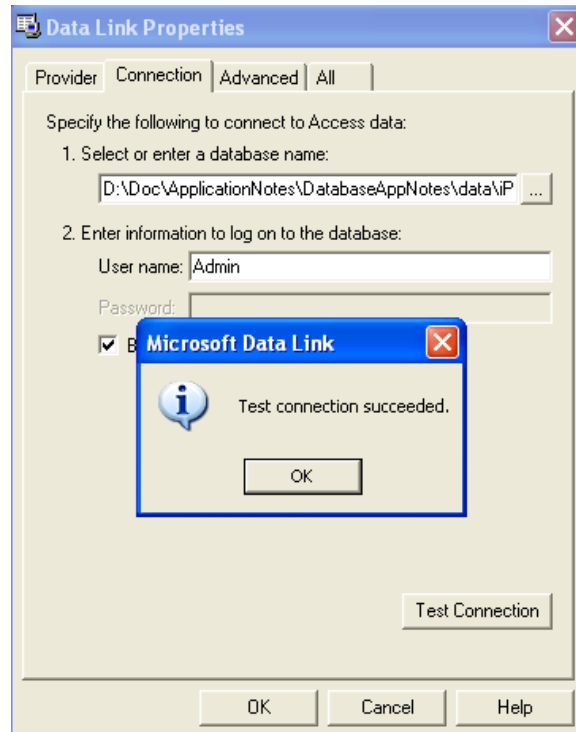 Data Link Properties
Provider Connection Advanced All
Specify the following to connect to Access data:
1. Select or enter a database name:
D:\Doc\ApplicationNotes\DatabaseAppNotes\data\iP ...
2. Enter information to log on to the database:
User name: Admin
Password:
B
Microsoft Data Link
Test connection succeeded.
OK
Test Connection
OK Cancel Help